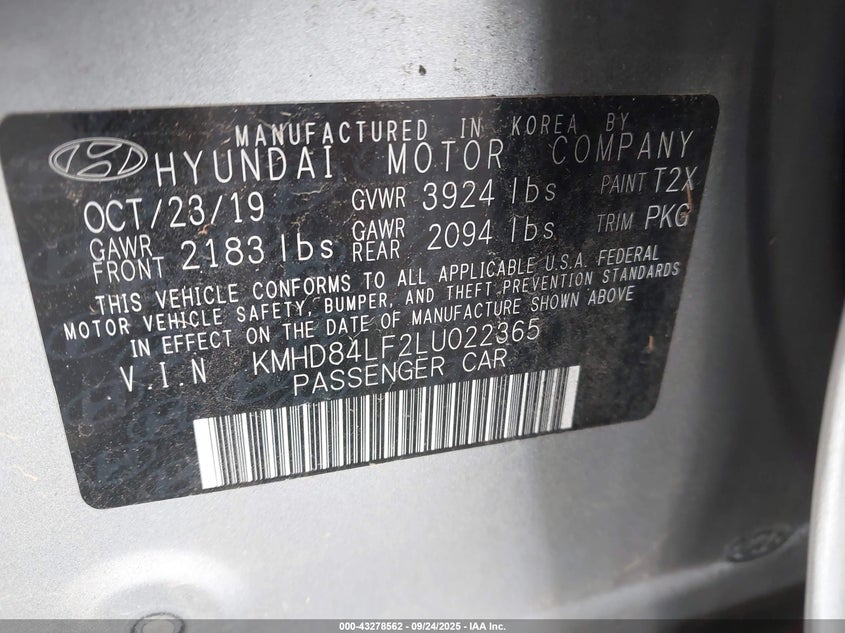 MANUFACTURED IN KOREA BY
HYUNDAI MOTOR COMPANY
OCT/23/19 GVWR 3924 lbs PAINT T2X
GAWR FRONT 2183 lbs GAWR REAR 2094 lbs TRIM PKG
THIS VEHICLE CONFORMS TO ALL APPLICABLE U.S.A. FEDERAL
MOTOR VEHICLE SAFETY, BUMPER, AND THEFT PREVENTION STANDARDS
IN EFFECT ON THE DATE OF MANUFACTURE SHOWN ABOVE
V.I.N KMHD84LF2LU022365
PASSENGER CAR
000-43278562 - 09/24/2025 - IAA Inc.